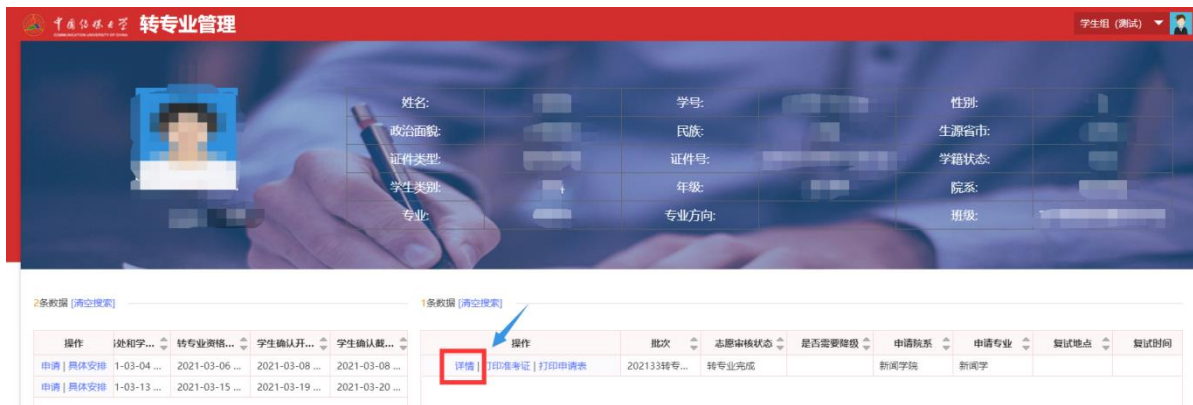 中国传媒大学 转专业管理 学生组 (测试)
COMMUNICATION UNIVERSITY OF CHINA
姓名: 学号: 性别:
政治面貌: 民族: 生源省市:
证件类型: 证件号: 学籍状态:
学生类别: 年级: 院系:
专业: 专业方向: 班级:
2条数据 [清空搜索] 1条数据 [清空搜索]
操作 处和学... 转专业资格... 学生确认开... 学生确认截... 操作 批次 志愿审核状态 是否需要降级 申请院系 申请专业 复试地点 复试时间
申请 | 具体安排 1-03-04 ... 2021-03-06 ... 2021-03-08 ... 2021-03-08 ... 详情 | 打印准考证 | 打印申请表 202133转专... 转专业完成 新闻学院 新闻学
申请 | 具体安排 1-03-13 ... 2021-03-15 ... 2021-03-19 ... 2021-03-20 ...